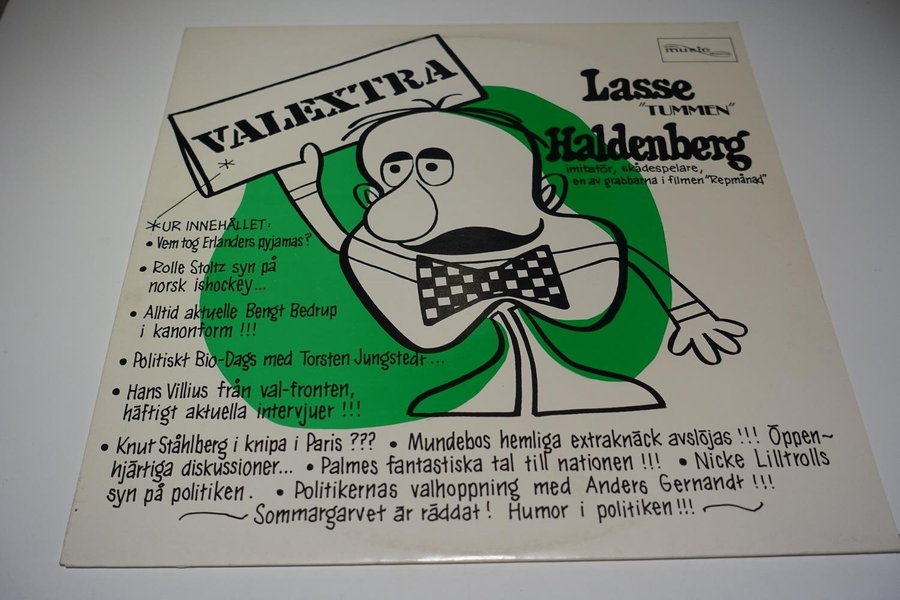 music
VALEXTRA
*
Lasse
"TUMMEN"
Haldenberg
imitatör, skådespelare,
en av grabbarna i filmen "Repmånad"
*UR INNEHÅLLET:
• Vem tog Erlanders pyjamas?
• Rolle Stoltz syn på
norsk ishockey...
• Alltid aktuelle Bengt Bedrup
i kanonform !!!
• Politiskt Bio-Dags med Torsten Jungstedt...
• Hans Villius från val-fronten,
häftigt aktuella intervjuer !!!
• Knut Ståhlberg i knipa i Paris ??? • Mundebos hemliga extraknäck avslöjas !!! Öppen~
hjärtiga diskussioner... • Palmes fantastiska tal till nationen !!! • Nicke Lilltrolls
syn på politiken. • Politikernas valhoppning med Anders Gernandt !!!
Sommargarvet är räddat! Humor i politiken !!!